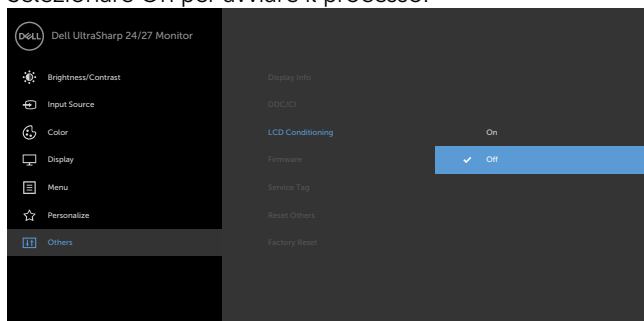 selezionare On per avviare il processo.
DELL
Dell UltraSharp 24/27 Monitor
Brightness/Contrast
Display Info
Input Source
DDC/CI
Color
LCD Conditioning
On
Display
Firmware
Off
Menu
Service Tag
Personalize
Reset Others
Others
Factory Reset